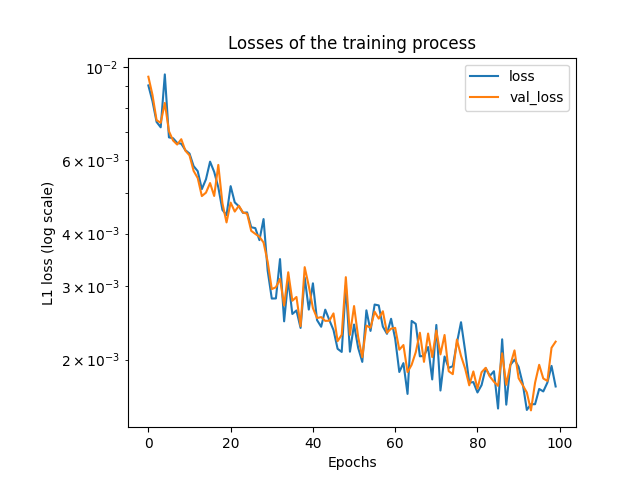 Losses of the training process
loss
val_loss
10⁻²
6 × 10⁻³
4 × 10⁻³
3 × 10⁻³
2 × 10⁻³
L1 loss (log scale)
0 20 40 60 80 100
Epochs